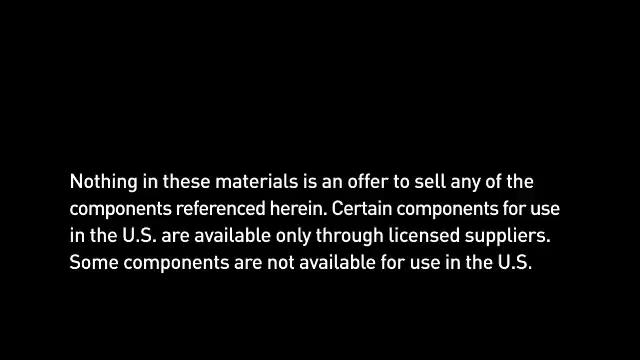 Nothing in these materials is an offer to sell any of the
components referenced herein. Certain components for use
in the U.S. are available only through licensed suppliers.
Some components are not available for use in the U.S.